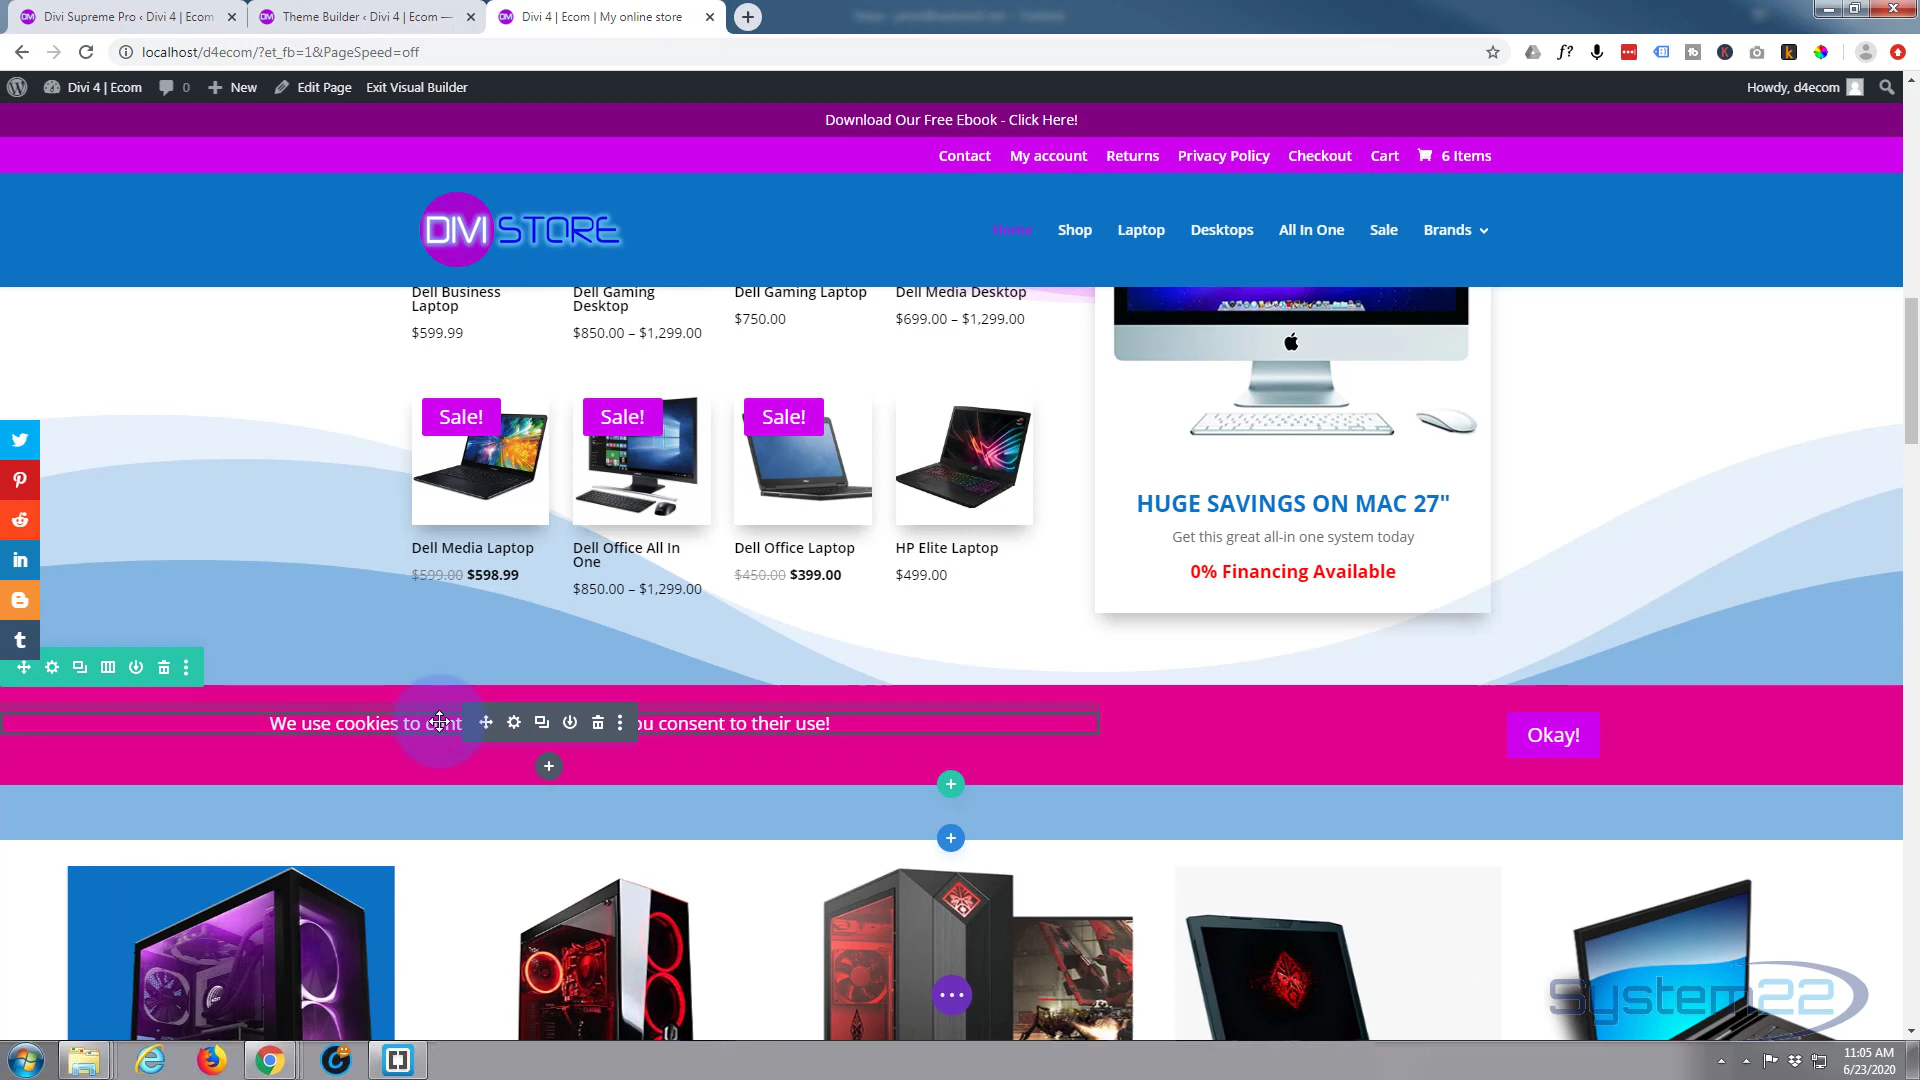 Divi Supreme Pro ‹ Divi 4 | Ecom
Theme Builder ‹ Divi 4 | Ecom —
Divi 4 | Ecom | My online store
localhost/d4ecom/?et_fb=1&PageSpeed=off
Divi 4 | Ecom
0
New
Edit Page
Exit Visual Builder
Howdy, d4ecom
Download Our Free Ebook - Click Here!
Contact
My account
Returns
Privacy Policy
Checkout
Cart
6 Items
DIVI STORE
Home
Shop
Laptop
Desktops
All In One
Sale
Brands
Dell Business
Laptop
$599.99
Dell Gaming
Desktop
$850.00 – $1,299.00
Dell Gaming Laptop
$750.00
Dell Media Desktop
$699.00 – $1,299.00
Sale!
Sale!
Sale!
Dell Media Laptop
$599.00 $598.99
Dell Office All In
One
$850.00 – $1,299.00
Dell Office Laptop
$450.00 $399.00
HP Elite Laptop
$499.00
HUGE SAVINGS ON MAC 27"
Get this great all-in one system today
0% Financing Available
We use cookies to consent to their use!
Okay!
System22
11:05 AM
6/23/2020